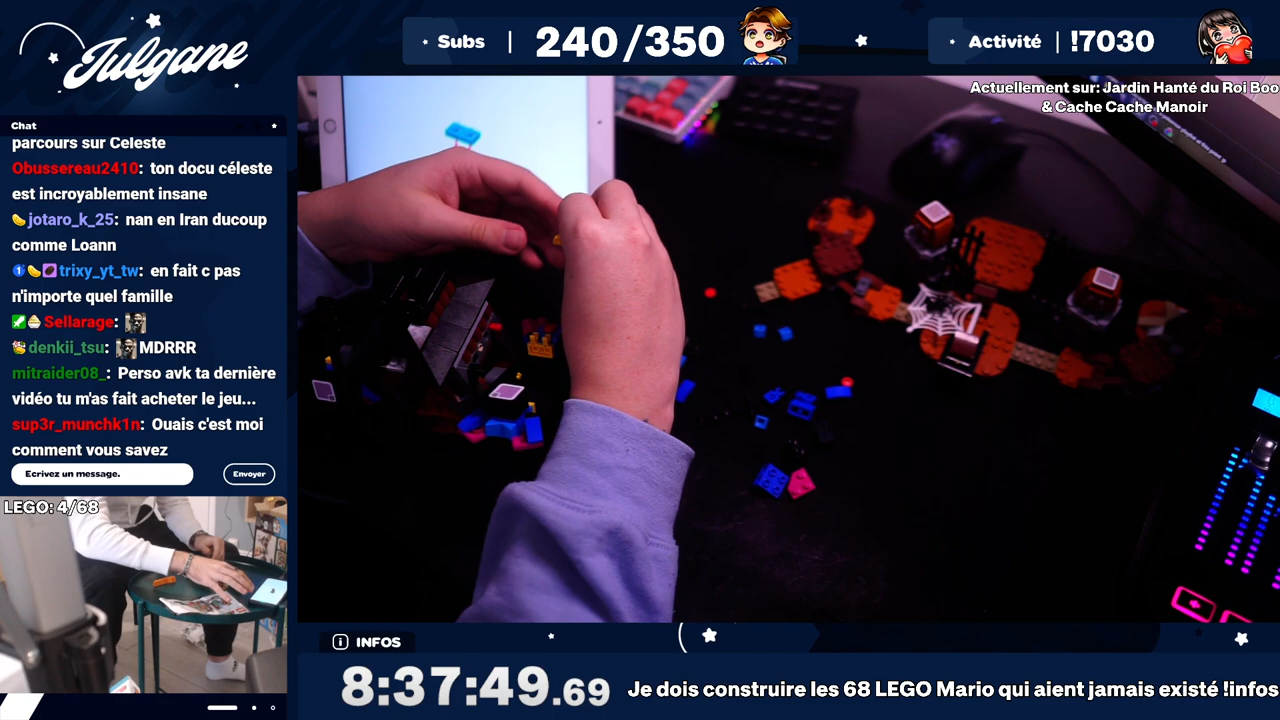 Julgane
Subs | 240/350
Activité | !7030
Actuellement sur: Jardin Hanté du Roi Boo
& Cache Cache Manoir
Chat
parcours sur Celeste
Obussereau2410: ton docu céleste
est incroyablement insane
jotaro_k_25: nan en Iran ducoup
comme Loann
trixy_yt_tw: en fait c pas
n'importe quel famille
Sellarage:
denkii_tsu: MDRRR
mitraider08_: Perso avk ta dernière
vidéo tu m'as fait acheter le jeu...
sup3r_munchk1n: Ouais c'est moi
comment vous savez
Ecrivez un message.
Envoyer
LEGO: 4/68
INFOS
8:37:49.69
Je dois construire les 68 LEGO Mario qui aient jamais existé !infos